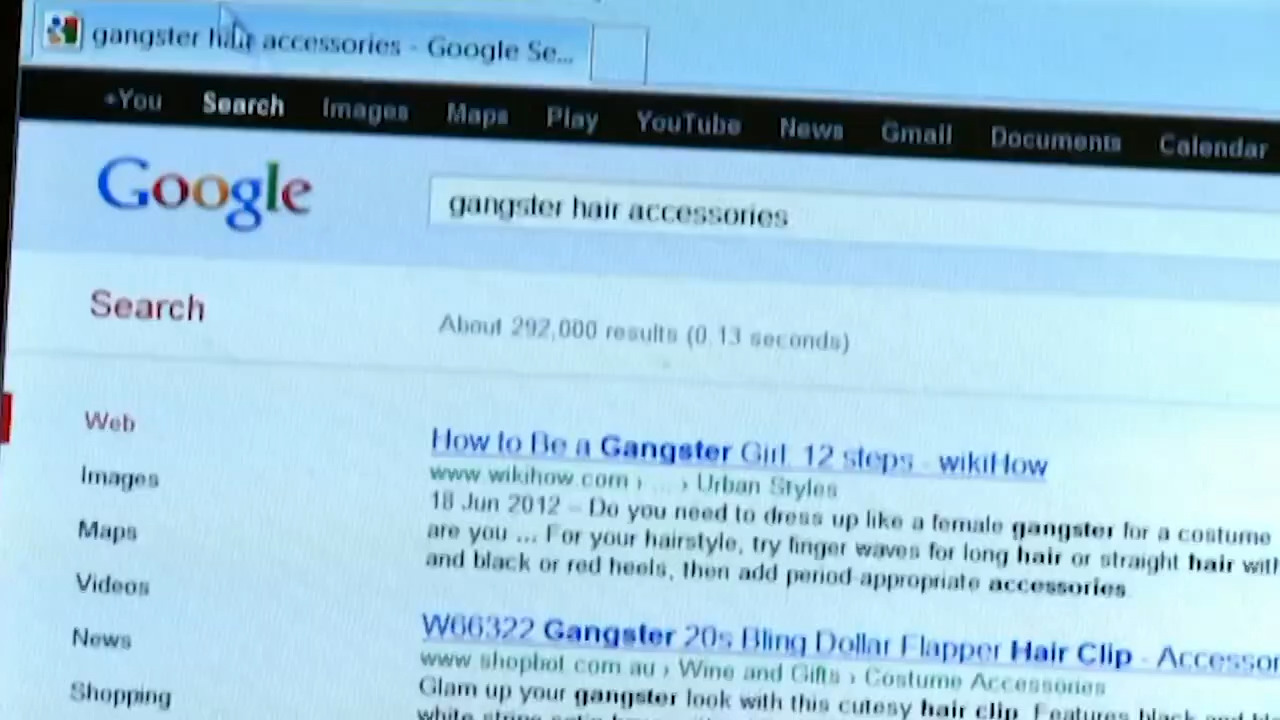 gangster hair accessories - Google Se...
+You Search Images Maps Play YouTube News Gmail Documents Calendar
Google
gangster hair accessories
Search
About 292,000 results (0.13 seconds)
Web
Images
Maps
Videos
News
Shopping
How to Be a Gangster Girl: 12 steps - wikiHow
www.wikihow.com › ... › Urban Styles
18 Jun 2012 – Do you need to dress up like a female gangster for a costume
are you ... For your hairstyle, try finger waves for long hair or straight hair with
and black or red heels, then add period-appropriate accessories.
W66322 Gangster 20s Bling Dollar Flapper Hair Clip - Accessor
www.shopbot.com.au › Wine and Gifts › Costume Accessories
Glam up your gangster look with this cutesy hair clip. Features black and
white stripe satin